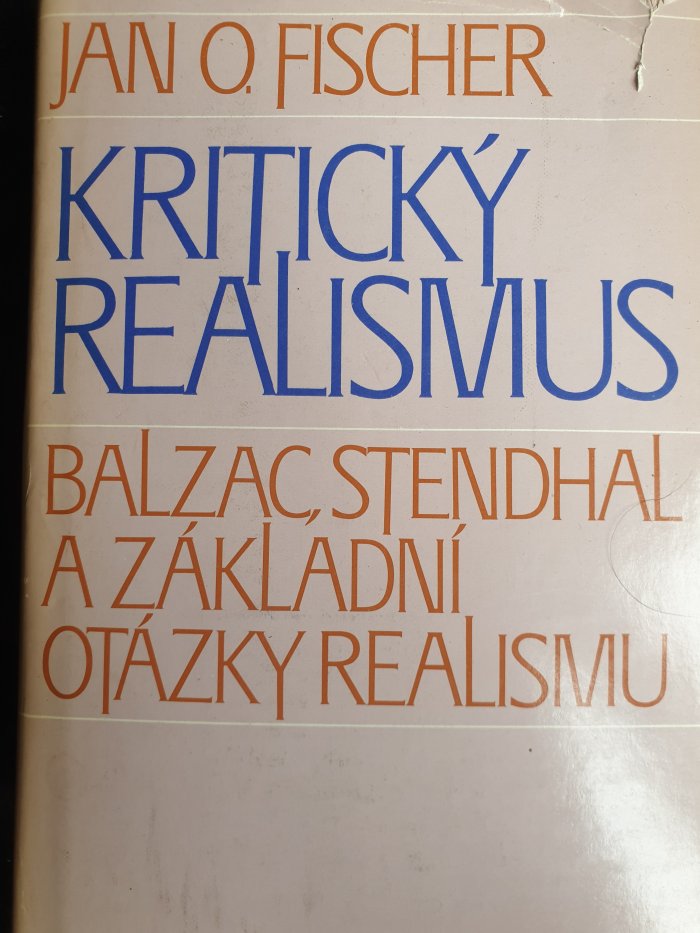 JAN O. FISCHER
KRITICKÝ
REALISMUS
BALZAC, STENDHAL
A ZÁKLADNÍ
OTÁZKY REALISMU